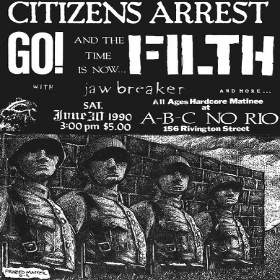 CITIZENS ARREST
GO! AND THE TIME IS NOW... FILTH
WITH jawbreaker AND MORE...
SAT. June 30 1990 3:00 pm $5.00
All Ages Hardcore Matinee
at
A-B-C NO RIO
156 Rivington Street